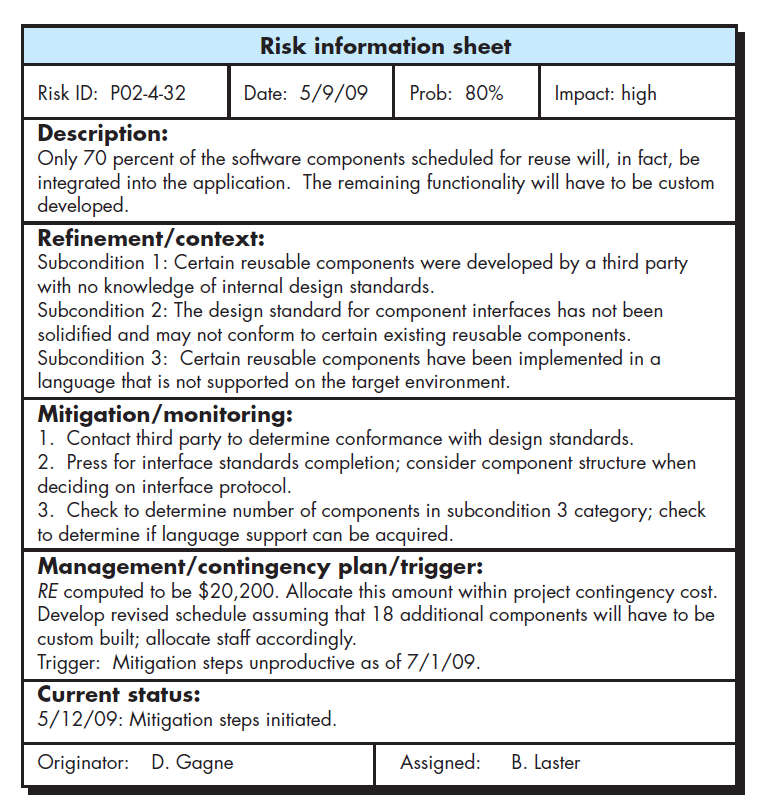 Risk information sheet
Risk ID: P02-4-32
Date: 5/9/09
Prob: 80%
Impact: high
Description:
Only 70 percent of the software components scheduled for reuse will, in fact, be
integrated into the application. The remaining functionality will have to be custom
developed.
Refinement/context:
Subcondition 1: Certain reusable components were developed by a third party
with no knowledge of internal design standards.
Subcondition 2: The design standard for component interfaces has not been
solidified and may not conform to certain existing reusable components.
Subcondition 3: Certain reusable components have been implemented in a
language that is not supported on the target environment.
Mitigation/monitoring:
1. Contact third party to determine conformance with design standards.
2. Press for interface standards completion; consider component structure when
deciding on interface protocol.
3. Check to determine number of components in subcondition 3 category; check
to determine if language support can be acquired.
Management/contingency plan/trigger:
RE computed to be $20,200. Allocate this amount within project contingency cost.
Develop revised schedule assuming that 18 additional components will have to be
custom built; allocate staff accordingly.
Trigger: Mitigation steps unproductive as of 7/1/09.
Current status:
5/12/09: Mitigation steps initiated.
Originator: D. Gagne
Assigned: B. Laster